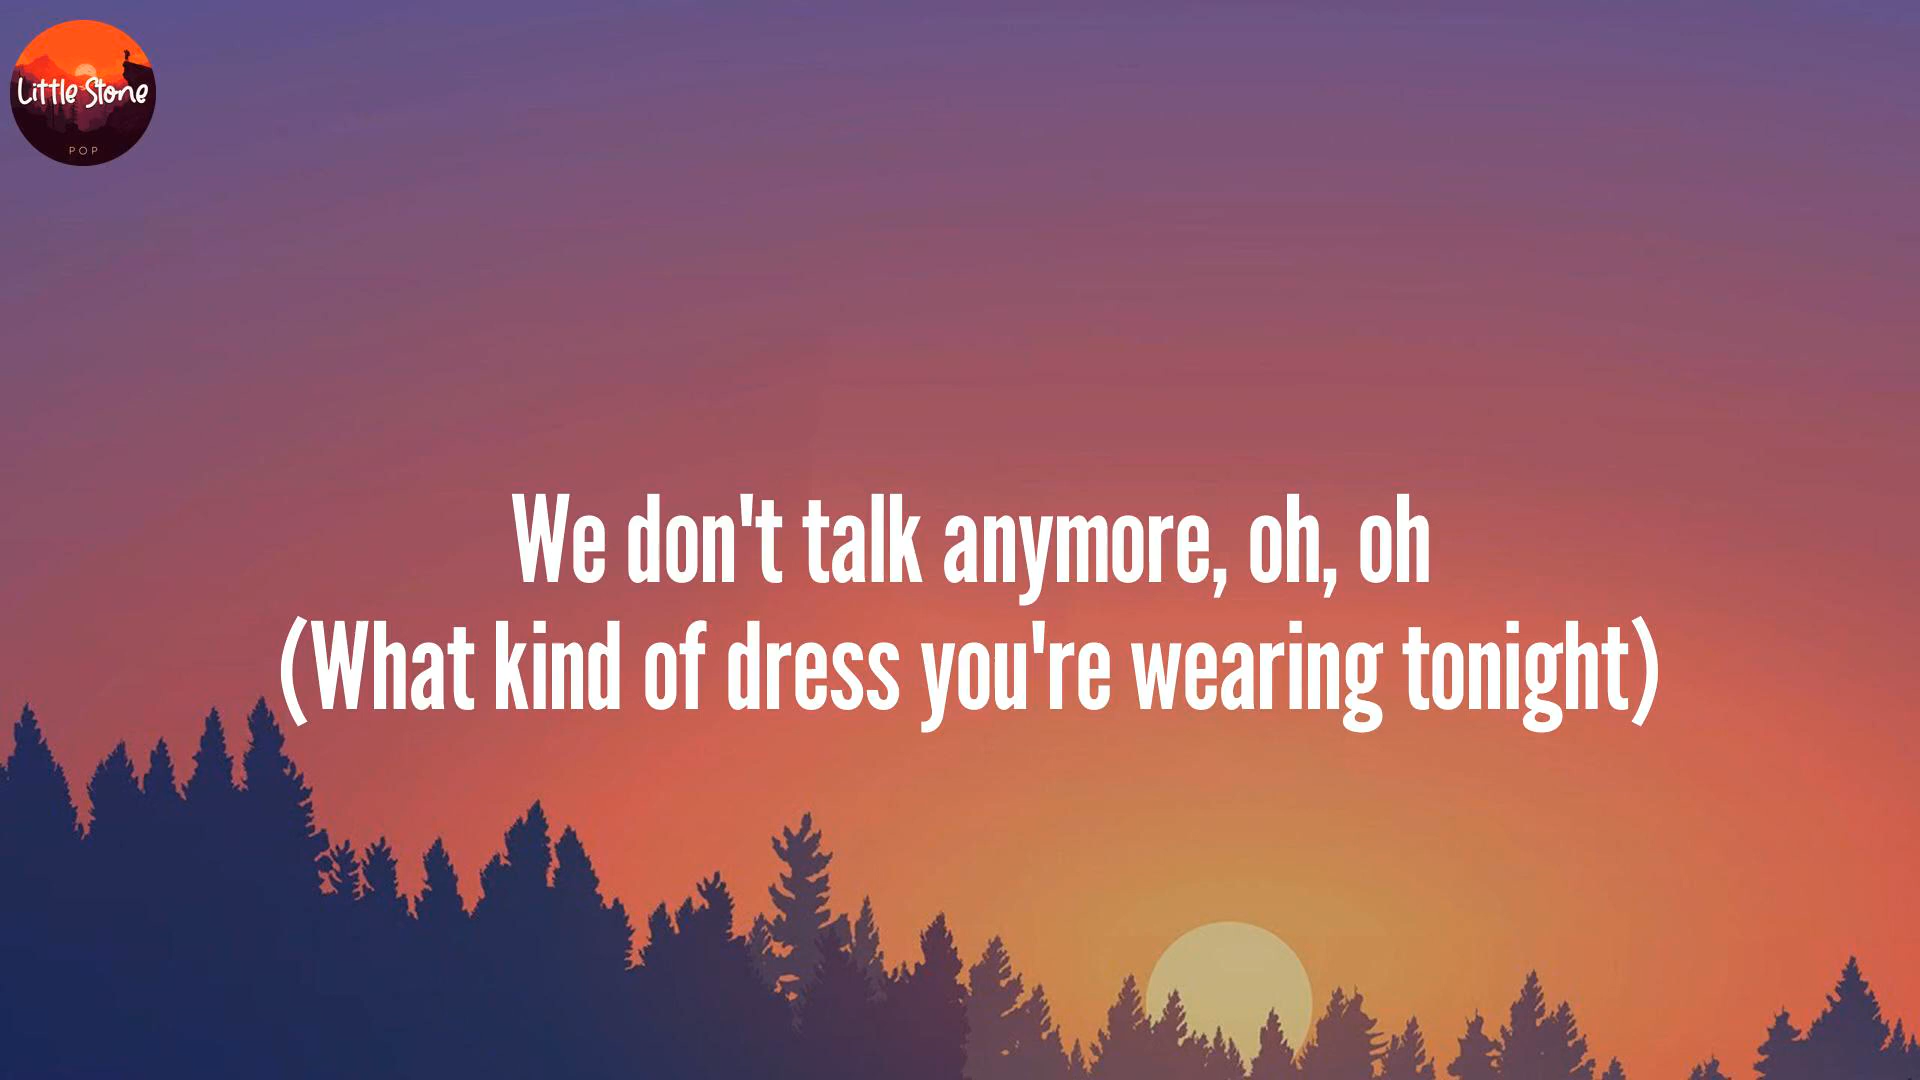 Little Stone
POP
We don't talk anymore, oh, oh
(What kind of dress you're wearing tonight)